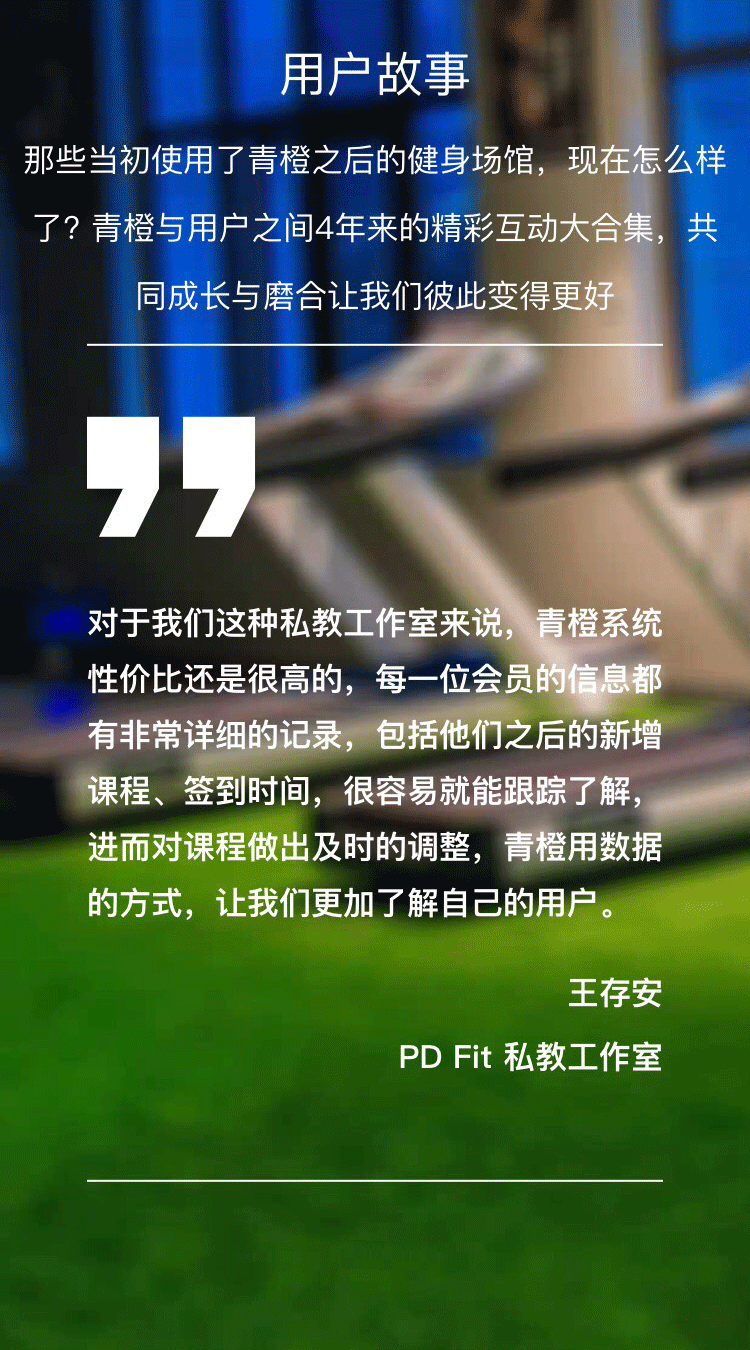 用户故事
那些当初使用了青橙之后的健身场馆，现在怎么样
了？青橙与用户之间4年来的精彩互动大合集，共
同成长与磨合让我们彼此变得更好
对于我们这种私教工作室来说，青橙系统
性价比还是很高的，每一位会员的信息都
有非常详细的记录，包括他们之后的新增
课程、签到时间，很容易就能跟踪了解，
进而对课程做出及时的调整，青橙用数据
的方式，让我们更加了解自己的用户。
王存安
PD Fit 私教工作室